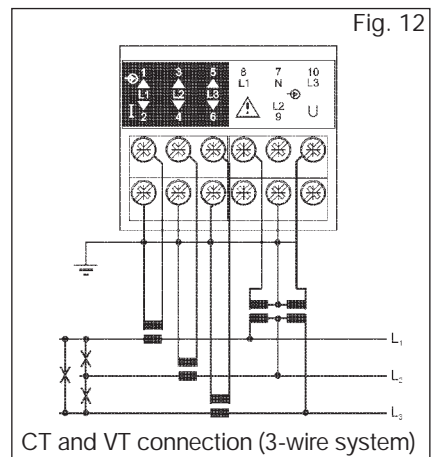 Fig. 12
1 3 5 8 7 10
L1 N L3
L1 L2 L3
L2
I U
2 4 6 9
L1
L2
L3
CT and VT connection (3-wire system)